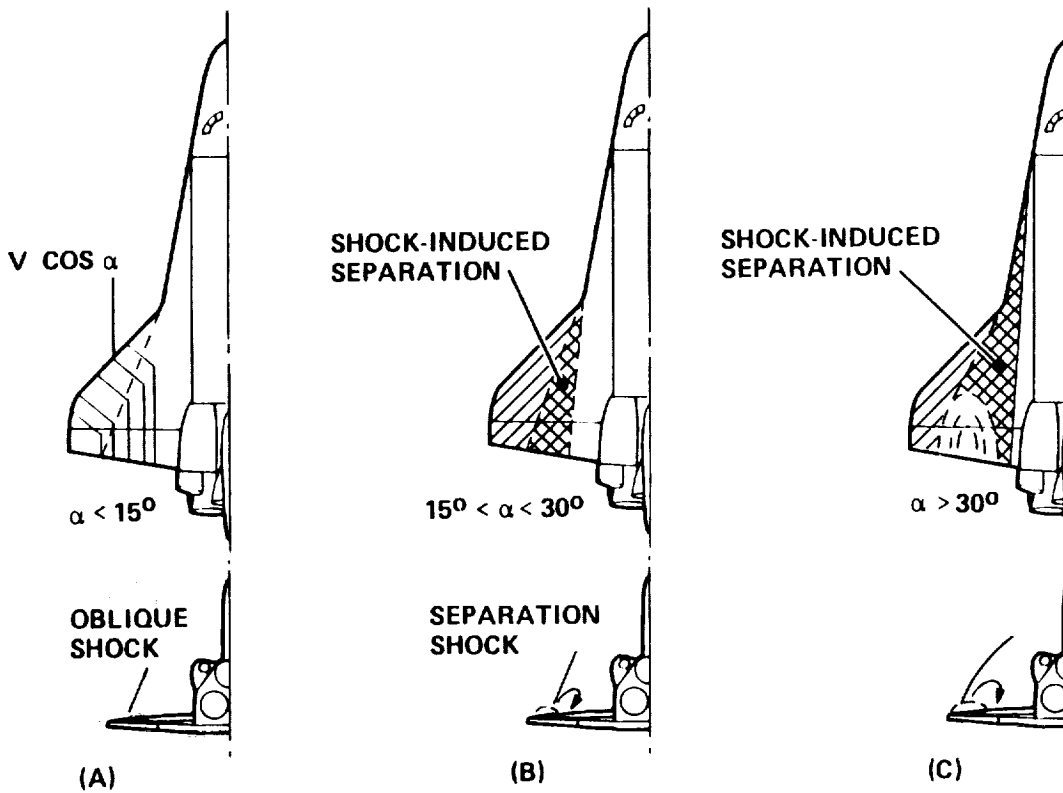 V COS α
α < 15°
OBLIQUE
SHOCK
(A)
SHOCK-INDUCED
SEPARATION
15° < α < 30°
SEPARATION
SHOCK
(B)
SHOCK-INDUCED
SEPARATION
α > 30°
(C)